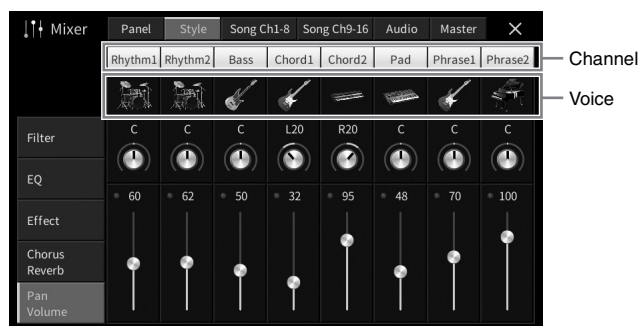 Mixer
Panel Style Song Ch1-8 Song Ch9-16 Audio Master
Rhythm1 Rhythm2 Bass Chord1 Chord2 Pad Phrase1 Phrase2
Channel
Voice
Filter
EQ
Effect
Chorus
Reverb
Pan
Volume
C C C L20 R20 C C C
60 62 50 32 95 48 70 100